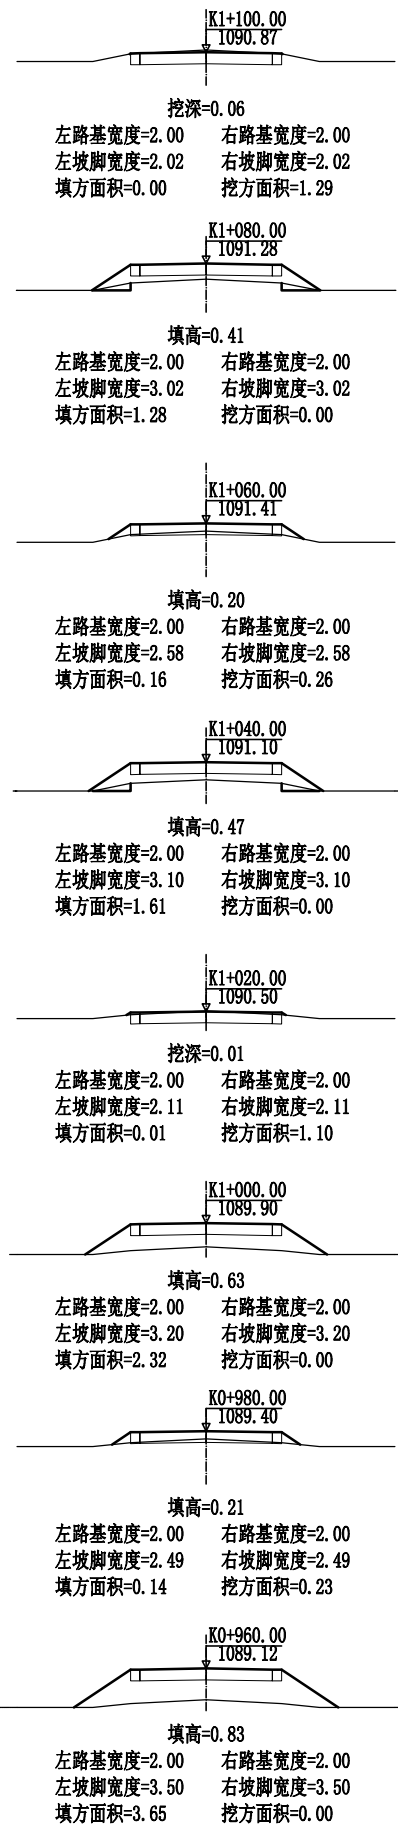 K1+100.00
1090.87
挖深=0.06
左路基宽度=2.00 右路基宽度=2.00
左坡脚宽度=2.02 右坡脚宽度=2.02
填方面积=0.00 挖方面积=1.29
K1+080.00
1091.28
填高=0.41
左路基宽度=2.00 右路基宽度=2.00
左坡脚宽度=3.02 右坡脚宽度=3.02
填方面积=1.28 挖方面积=0.00
K1+060.00
1091.41
填高=0.20
左路基宽度=2.00 右路基宽度=2.00
左坡脚宽度=2.58 右坡脚宽度=2.58
填方面积=0.16 挖方面积=0.26
K1+040.00
1091.10
填高=0.47
左路基宽度=2.00 右路基宽度=2.00
左坡脚宽度=3.10 右坡脚宽度=3.10
填方面积=1.61 挖方面积=0.00
K1+020.00
1090.50
挖深=0.01
左路基宽度=2.00 右路基宽度=2.00
左坡脚宽度=2.11 右坡脚宽度=2.11
填方面积=0.01 挖方面积=1.10
K1+000.00
1089.90
填高=0.63
左路基宽度=2.00 右路基宽度=2.00
左坡脚宽度=3.20 右坡脚宽度=3.20
填方面积=2.32 挖方面积=0.00
K0+980.00
1089.40
填高=0.21
左路基宽度=2.00 右路基宽度=2.00
左坡脚宽度=2.49 右坡脚宽度=2.49
填方面积=0.14 挖方面积=0.23
K0+960.00
1089.12
填高=0.83
左路基宽度=2.00 右路基宽度=2.00
左坡脚宽度=3.50 右坡脚宽度=3.50
填方面积=3.65 挖方面积=0.00